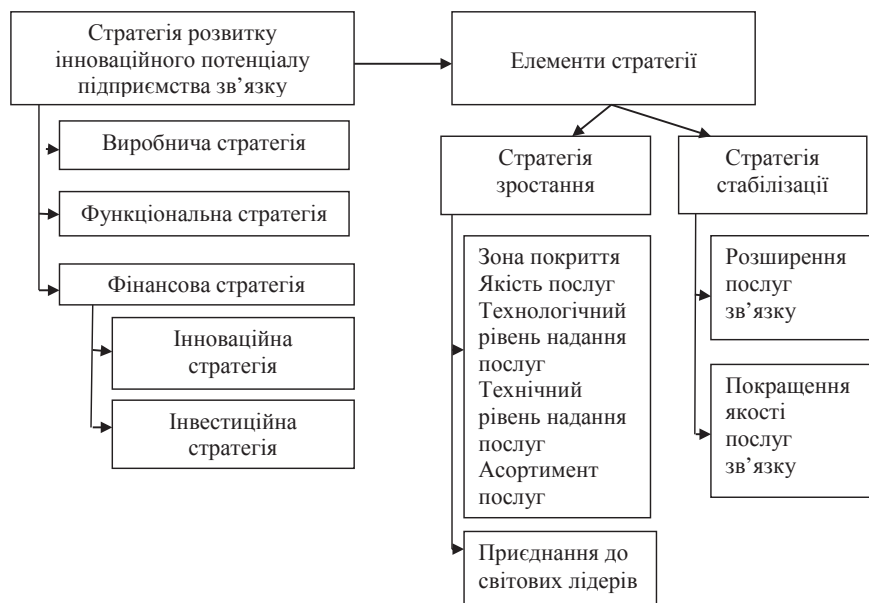 Стратегія розвитку
інноваційного потенціалу
підприємства зв’язку
Елементи стратегії
Виробнича стратегія
Функціональна стратегія
Фінансова стратегія
Інноваційна
стратегія
Інвестиційна
стратегія
Стратегія
зростання
Зона покриття
Якість послуг
Технологічний
рівень надання
послуг
Технічний
рівень надання
послуг
Асортимент
послуг
Приєднання до
світових лідерів
Стратегія
стабілізації
Розширення
послуг
зв’язку
Покращення
якості
послуг
зв’язку